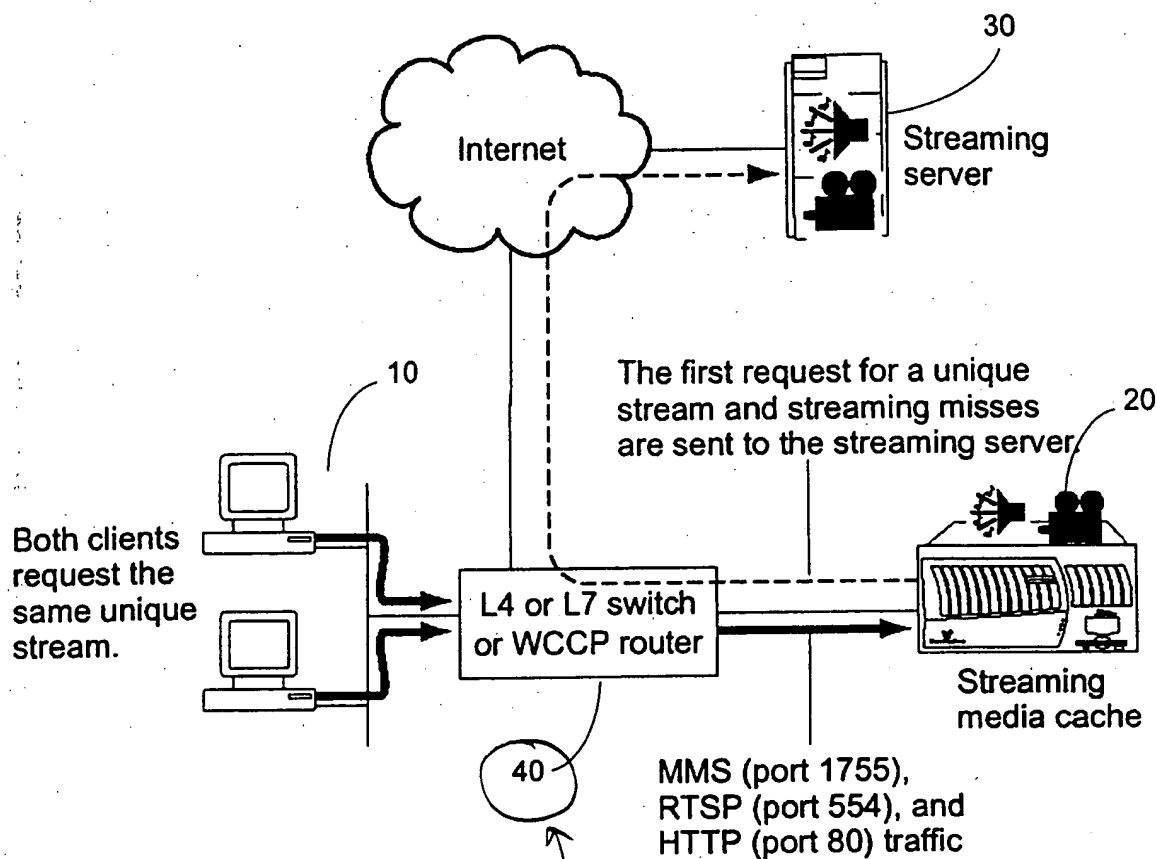 30
Internet
Streaming
server
10
The first request for a unique
stream and streaming misses
are sent to the streaming server.
20
Both clients
request the
same unique
stream.
L4 or L7 switch
or WCCP router
Streaming
media cache
40
MMS (port 1755),
RTSP (port 554), and
HTTP (port 80) traffic